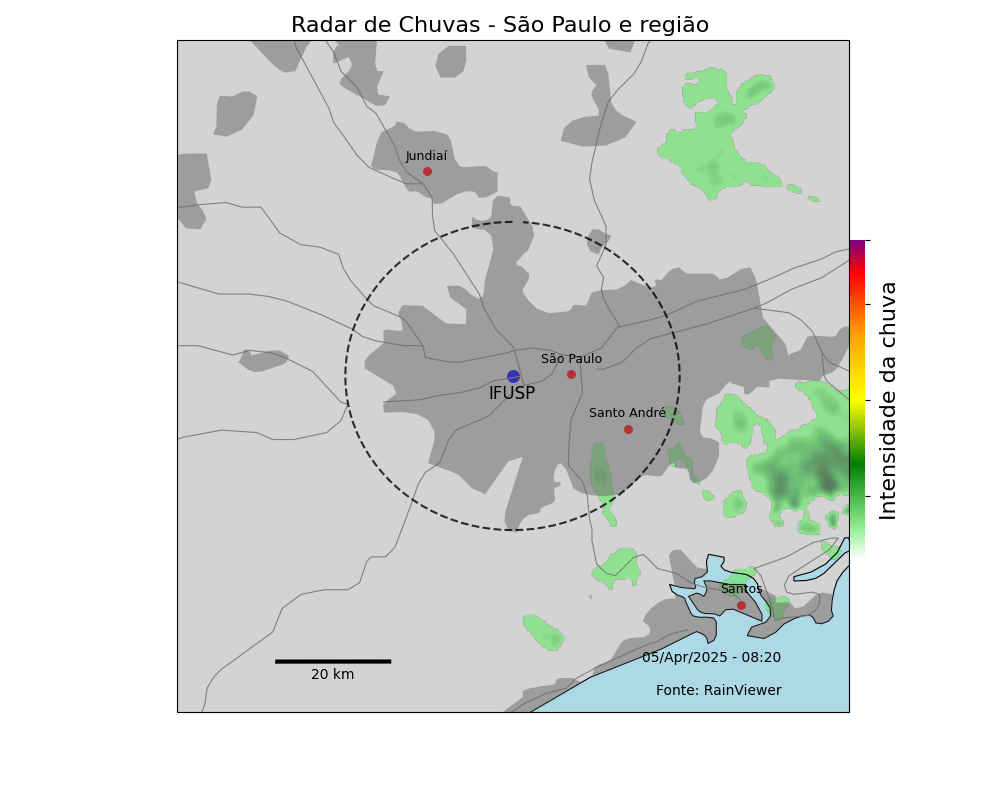 Radar de Chuvas - São Paulo e região
Jundiaí
São Paulo
IFUSP
Santo André
Intensidade da chuva
Santos
05/Apr/2025 - 08:20
20 km
Fonte: RainViewer